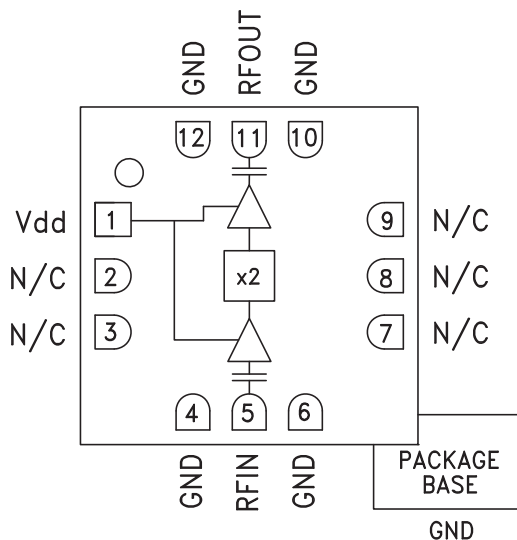 GND
RFOUT
GND
12
11
10
Vdd
1
9
N/C
N/C
2
x2
8
N/C
N/C
3
7
N/C
4
5
6
GND
RFIN
GND
PACKAGE
BASE
GND